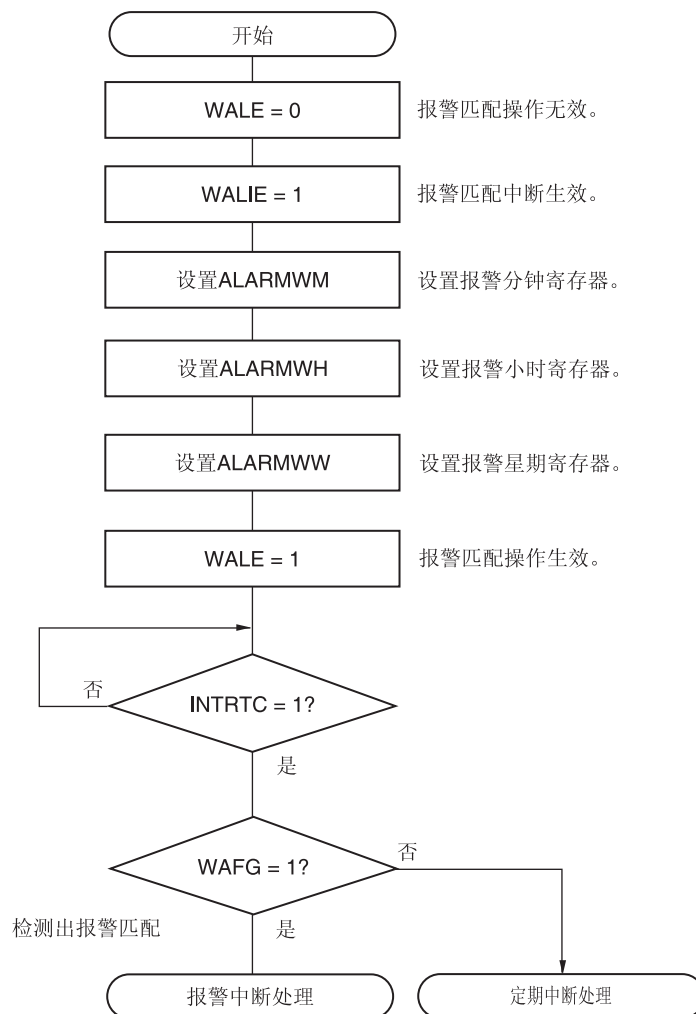 开始
WALE = 0
报警匹配操作无效。
WALIE = 1
报警匹配中断生效。
设置ALARMWM
设置报警分钟寄存器。
设置ALARMWH
设置报警小时寄存器。
设置ALARMWW
设置报警星期寄存器。
WALE = 1
报警匹配操作生效。
否
INTRTC = 1?
是
WAFG = 1?
否
检测出报警匹配
是
报警中断处理
定期中断处理